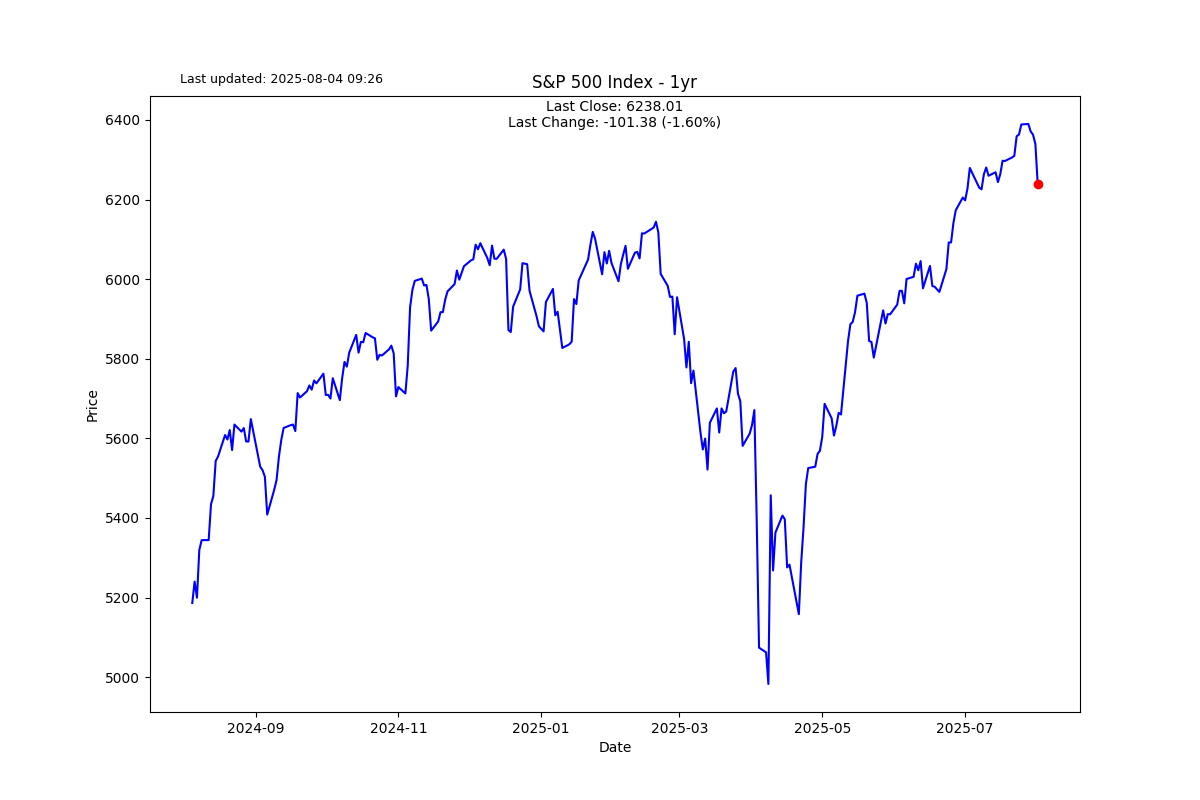 Last updated: 2025-08-04 09:26
S&P 500 Index - 1yr
Last Close: 6238.01
Last Change: -101.38 (-1.60%)
6400
6200
6000
5800
5600
5400
5200
5000
Price
2024-09
2024-11
2025-01
2025-03
2025-05
2025-07
Date